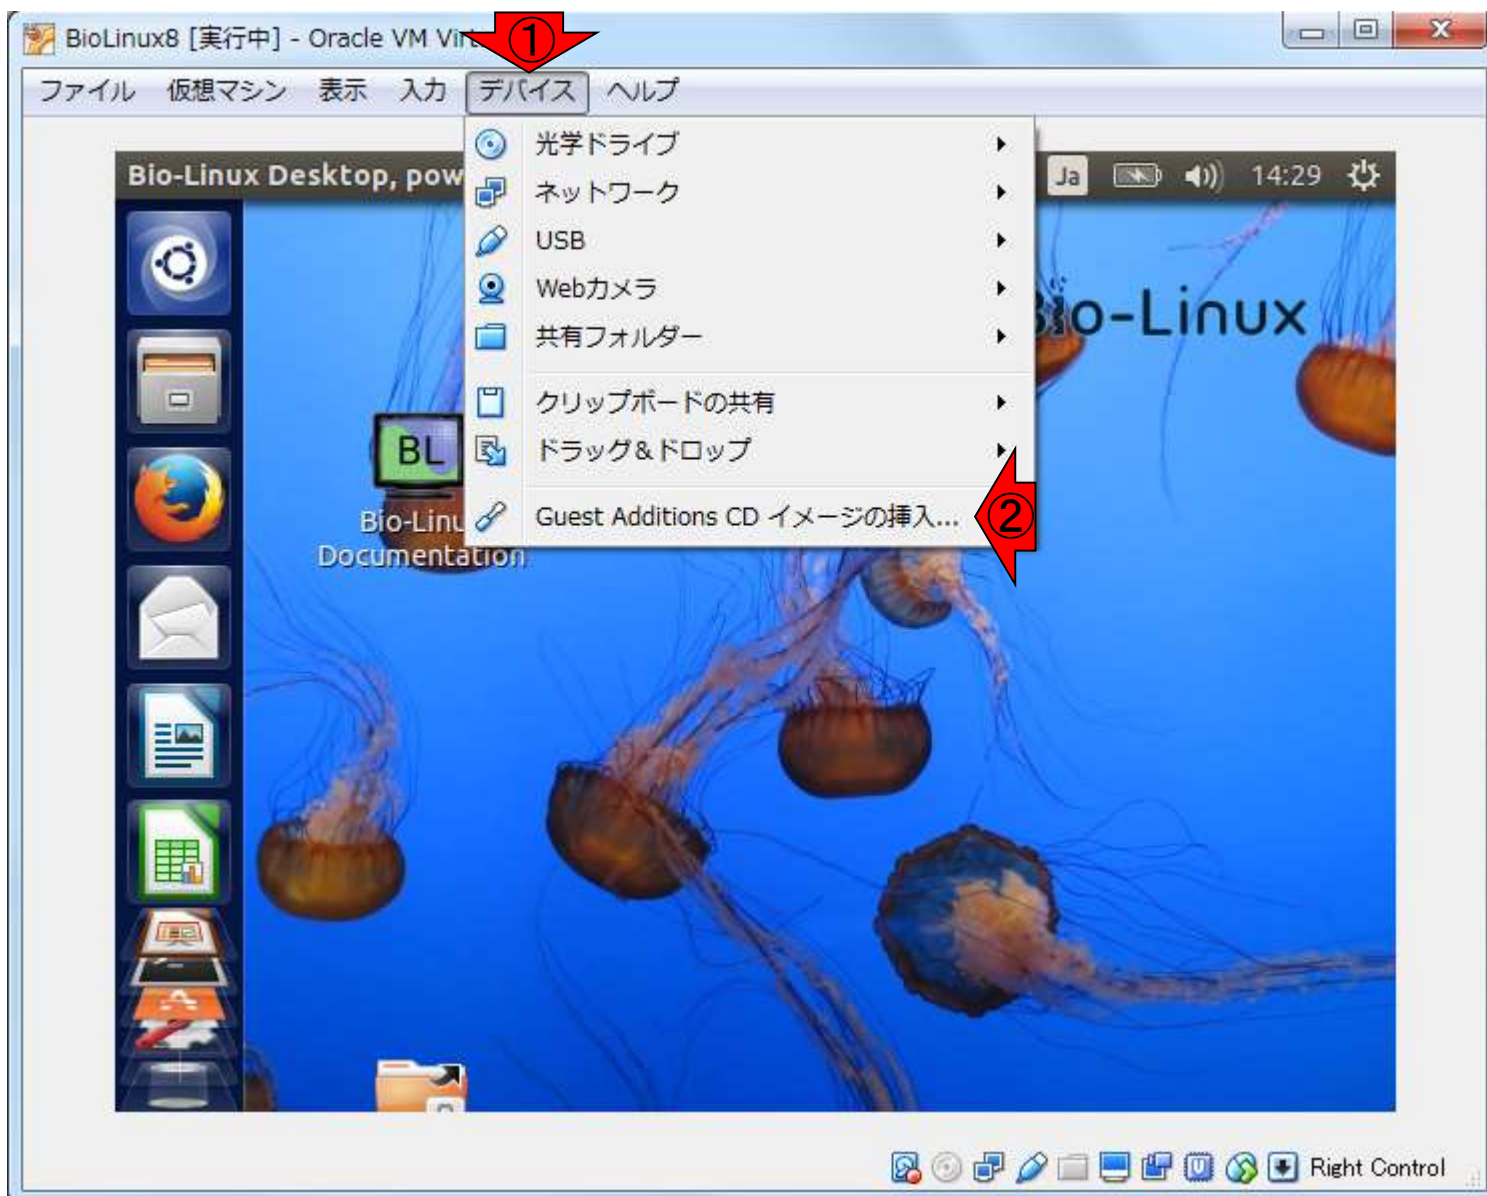 BioLinux8 [実行中] - Oracle VM
①
ファイル 仮想マシン 表示 入力 デバイス ヘルプ
光学ドライブ
ネットワーク
USB
Webカメラ
共有フォルダー
クリップボードの共有
ドラッグ&ドロップ
Guest Additions CD イメージの挿入...
②
Bio-Linux Desktop,
Ja
14:29
Bio-Linux
BL
Documentation
Right Control